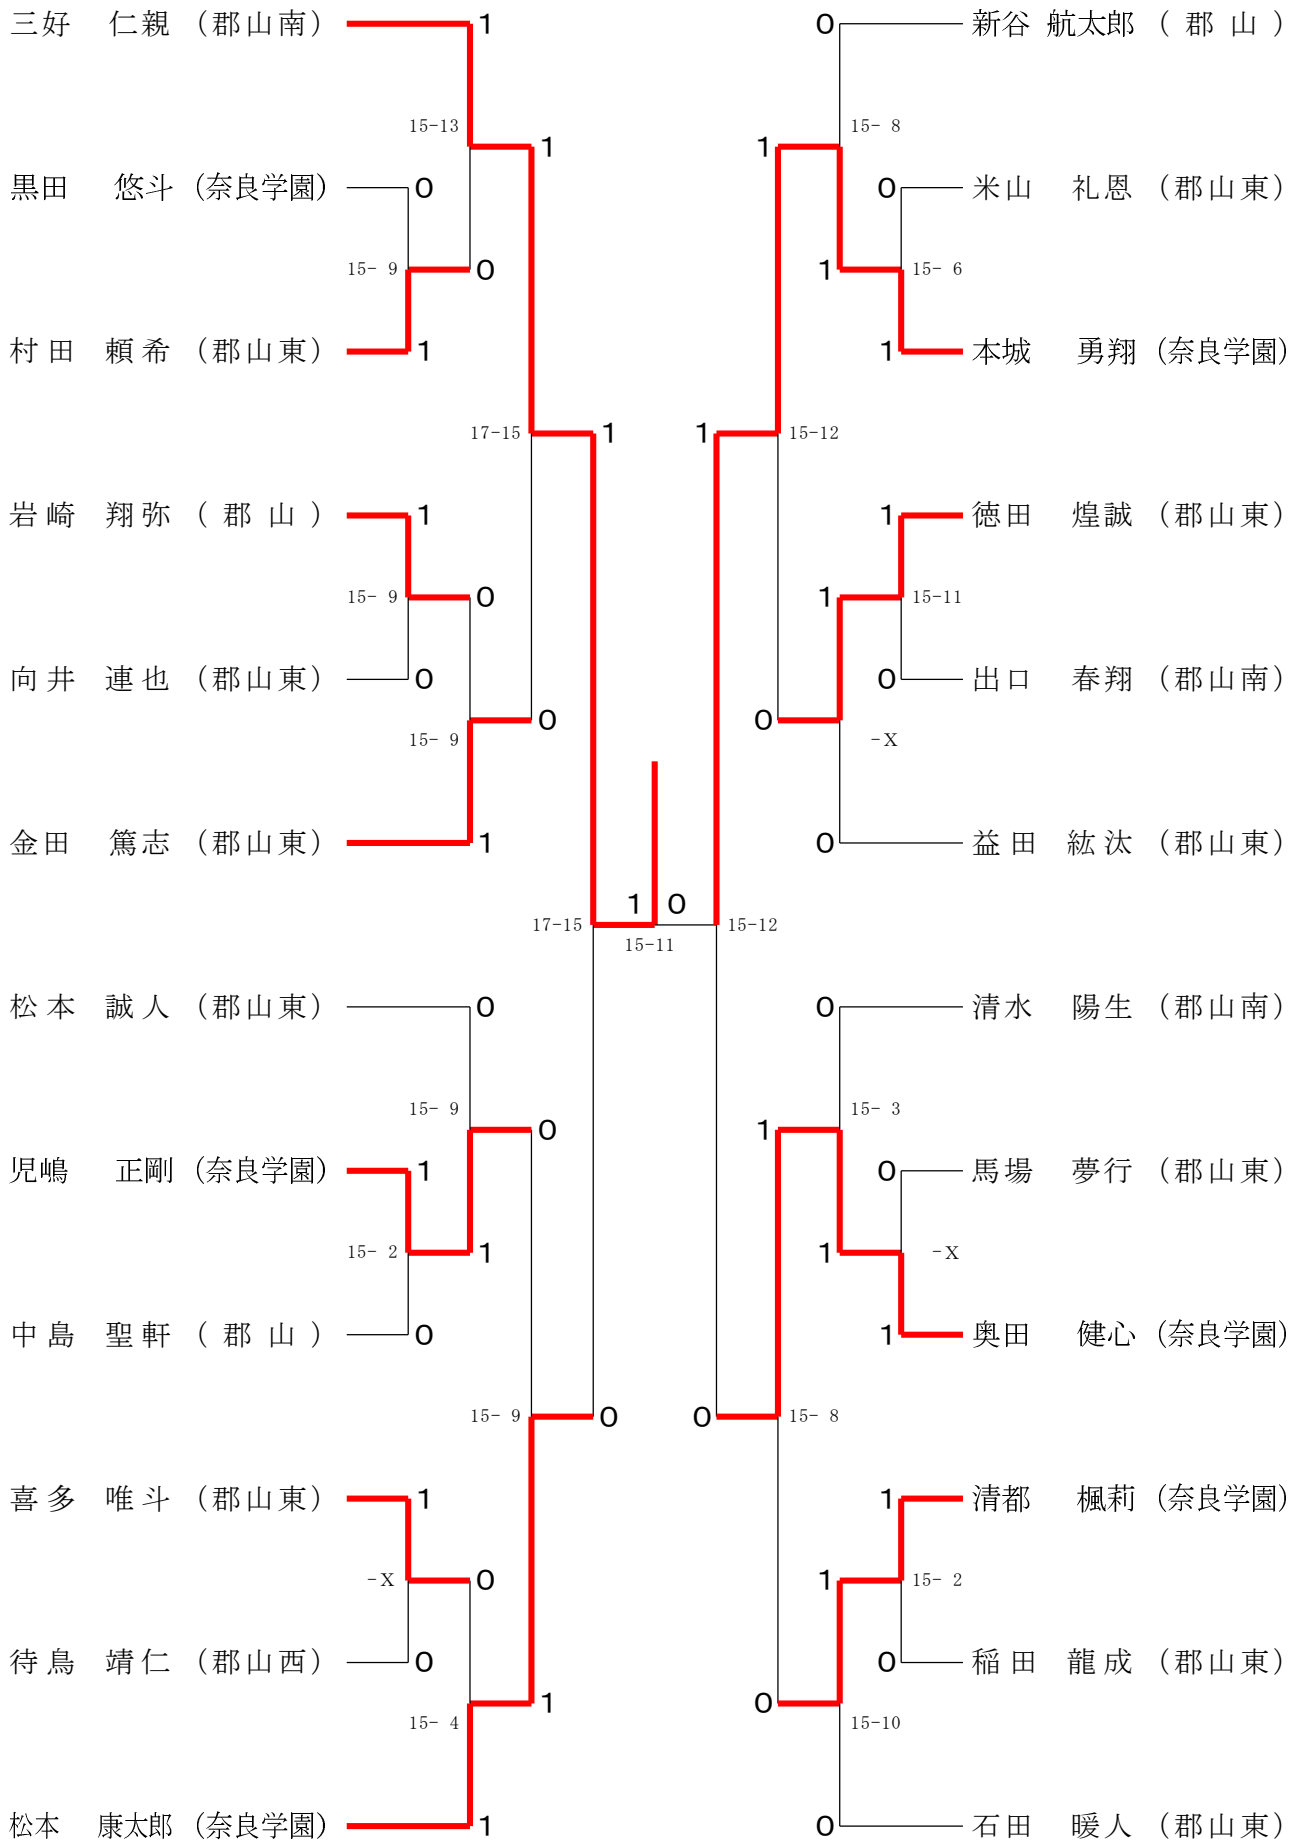 三好 仁親 (郡山南) 1 0 新谷 航太郎 ( 郡 山 )
15-13 15- 8
1 1
黒田 悠斗 (奈良学園) 0 0 米山 礼恩 (郡山東)
15- 9 0 1 15- 6
村田 頼希 (郡山東) 1 1 本城 勇翔 (奈良学園)
17-15 1 1 15-12
岩崎 翔弥 ( 郡 山 ) 1 1 徳田 煌誠 (郡山東)
15- 9 0 1 15-11
向井 連也 (郡山東) 0 0 出口 春翔 (郡山南)
0 0
15- 9 -X
金田 篤志 (郡山東) 1 0 益田 紘汰 (郡山東)
1 0
17-15 15-12
15-11
松本 誠人 (郡山東) 0 0 清水 陽生 (郡山南)
15- 9 15- 3
0 1
児嶋 正剛 (奈良学園) 1 0 馬場 夢行 (郡山東)
15- 2 1 1 -X
中島 聖軒 ( 郡 山 ) 0 1 奥田 健心 (奈良学園)
15- 9 0 0 15- 8
喜多 唯斗 (郡山東) 1 1 清都 楓莉 (奈良学園)
-X 0 1 15- 2
待鳥 靖仁 (郡山西) 0 0 稲田 龍成 (郡山東)
1 0
15- 4 15-10
松本 康太郎 (奈良学園) 1 0 石田 暖人 (郡山東)